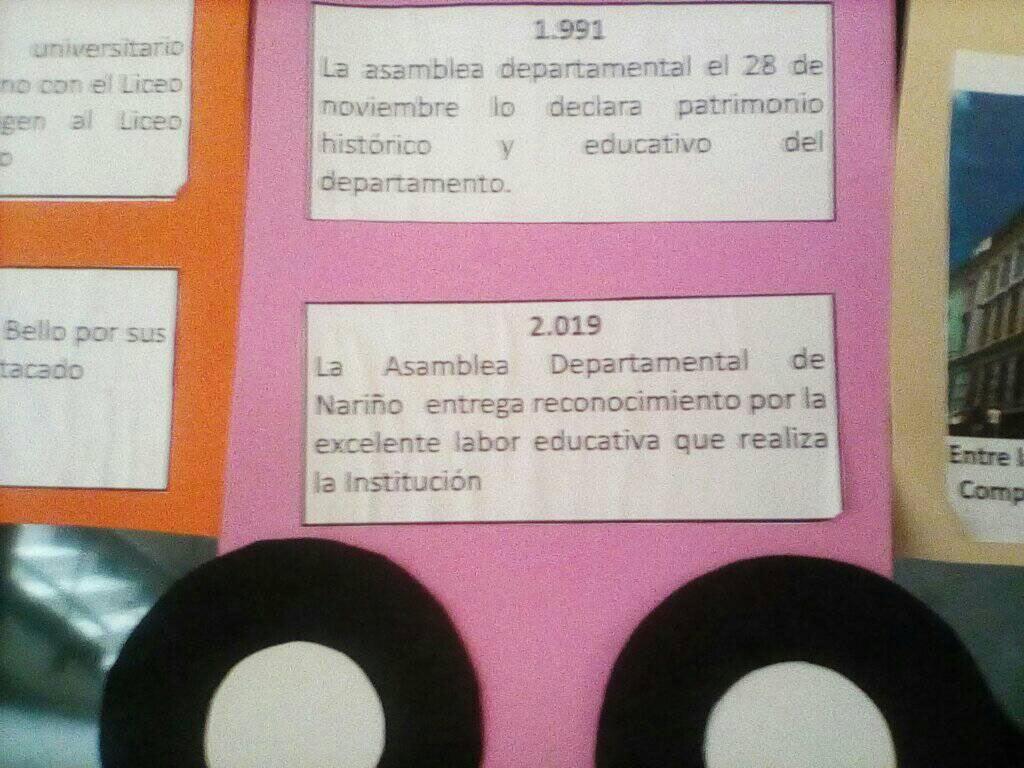 universitario
no con el Liceo
gen al Liceo
o
Bello por sus
tacado
1.991
La asamblea departamental el 28 de
noviembre lo declara patrimonio
histórico y educativo del
departamento.
2.019
La Asamblea Departamental de
Nariño entrega reconocimiento por la
excelente labor educativa que realiza
la Institución
Entre l
Comp